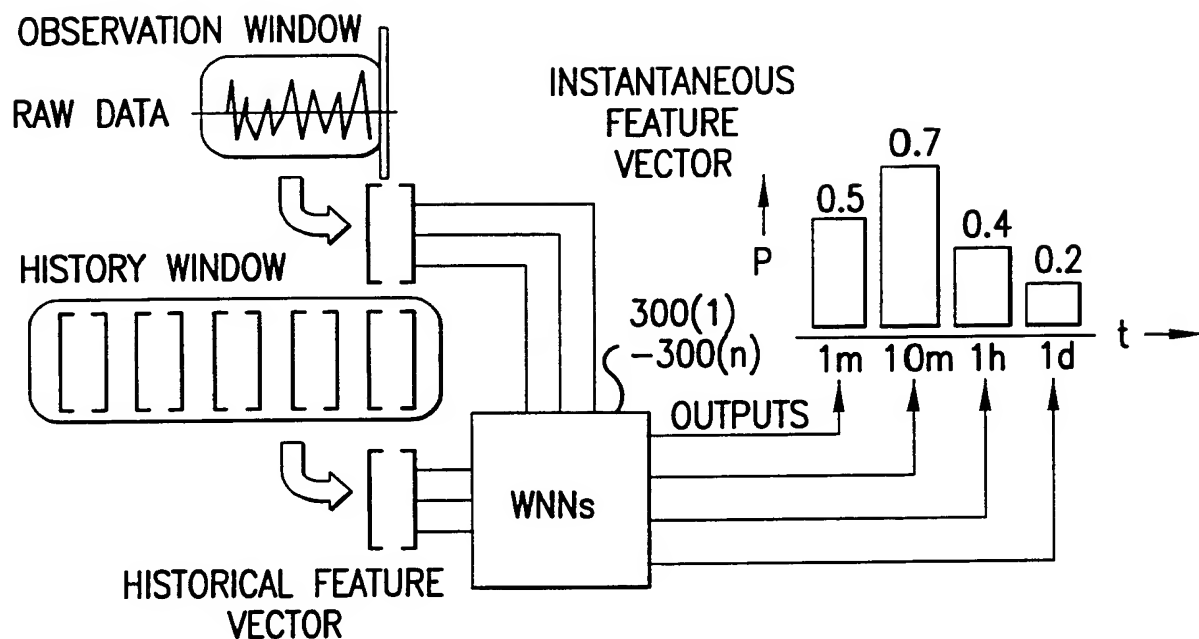 OBSERVATION WINDOW
RAW DATA
INSTANTANEOUS
FEATURE
VECTOR
P
0.5
0.7
0.4
0.2
t
1m 10m 1h 1d
HISTORY WINDOW
300(1)
-300(n)
OUTPUTS
WNNs
HISTORICAL FEATURE
VECTOR